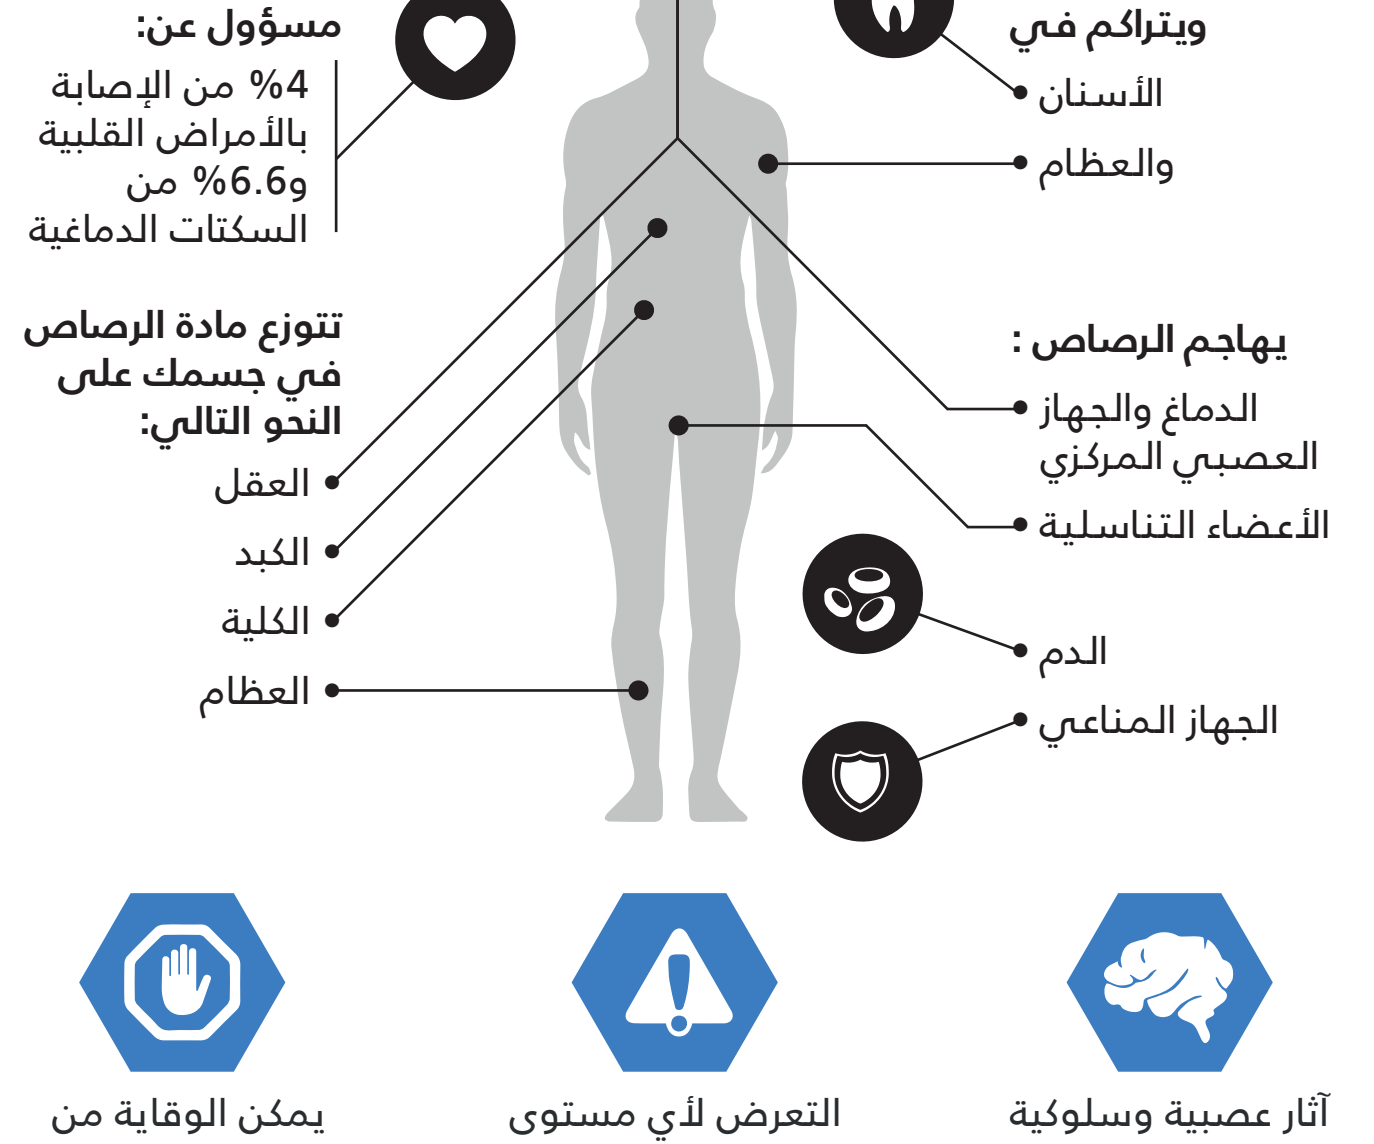 ويتراكم في
الأسنان
والعظام
يهاجم الرصاص :
الدماغ والجهاز
العصبي المركزي
الأعضاء التناسلية
الدم
الجهاز المناعي
مسؤول عن:
4% من الإصابة
بالأمراض القلبية
و6.6% من
السكتات الدماغية
تتوزع مادة الرصاص
في جسمك على
النحو التالي:
العقل
الكبد
الكلية
العظام
آثار عصبية وسلوكية
التعرض لأي مستوى
يمكن الوقاية من